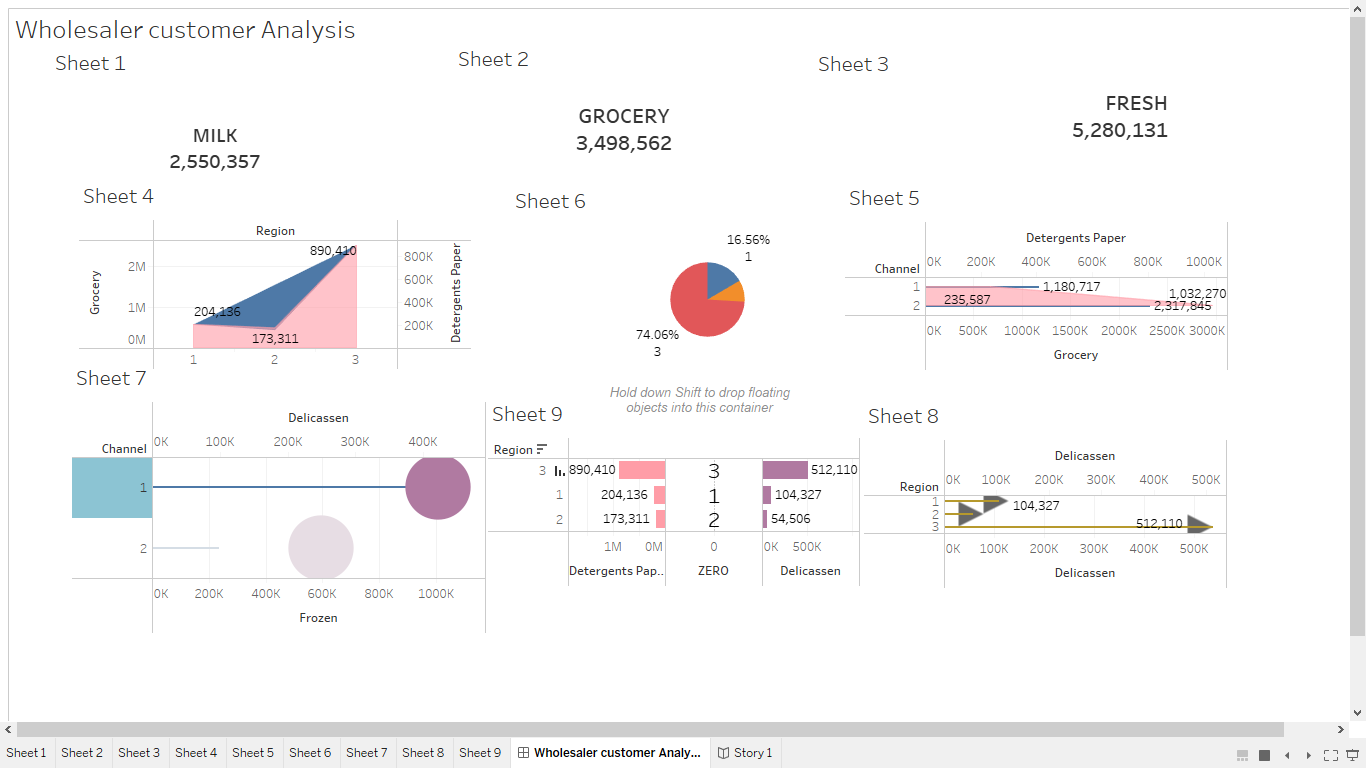 Wholesaler customer Analysis
Sheet 1
Sheet 2
Sheet 3
MILK
2,550,357
GROCERY
3,498,562
FRESH
5,280,131
Sheet 4
Region
Grocery
2M
1M
0M
890,410
204,136
173,311
800K
600K
400K
200K
Detergents Paper
1 2 3
Sheet 6
16.56%
1
74.06%
3
Hold down Shift to drop floating
objects into this container
Sheet 5
Detergents Paper
0K 200K 400K 600K 800K 1000K
Channel
1
2
1,180,717
235,587
1,032,270
2,317,845
0K 500K 1000K 1500K 2000K 2500K 3000K
Grocery
Sheet 7
Delicassen
0K 100K 200K 300K 400K
Channel
1
2
0K 200K 400K 600K 800K 1000K
Frozen
Sheet 9
Region
3 890,410 3 512,110
1 204,136 1 104,327
2 173,311 2 54,506
1M 0M 0 0K 500K
Detergents Pap.. ZERO Delicassen
Sheet 8
Delicassen
0K 100K 200K 300K 400K 500K
Region
1
2
3
104,327
512,110
0K 100K 200K 300K 400K 500K
Delicassen
Sheet 1 Sheet 2 Sheet 3 Sheet 4 Sheet 5 Sheet 6 Sheet 7 Sheet 8 Sheet 9 Wholesaler customer Analy... Story 1